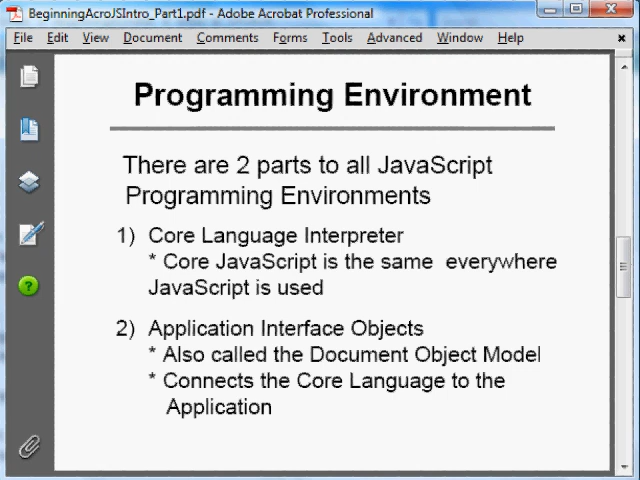 BeginningAcroJSIntro_Part1.pdf - Adobe Acrobat Professional
File Edit View Document Comments Forms Tools Advanced Window Help
Programming Environment
There are 2 parts to all JavaScript
Programming Environments
1) Core Language Interpreter
* Core JavaScript is the same everywhere
JavaScript is used
2) Application Interface Objects
* Also called the Document Object Model
* Connects the Core Language to the
Application